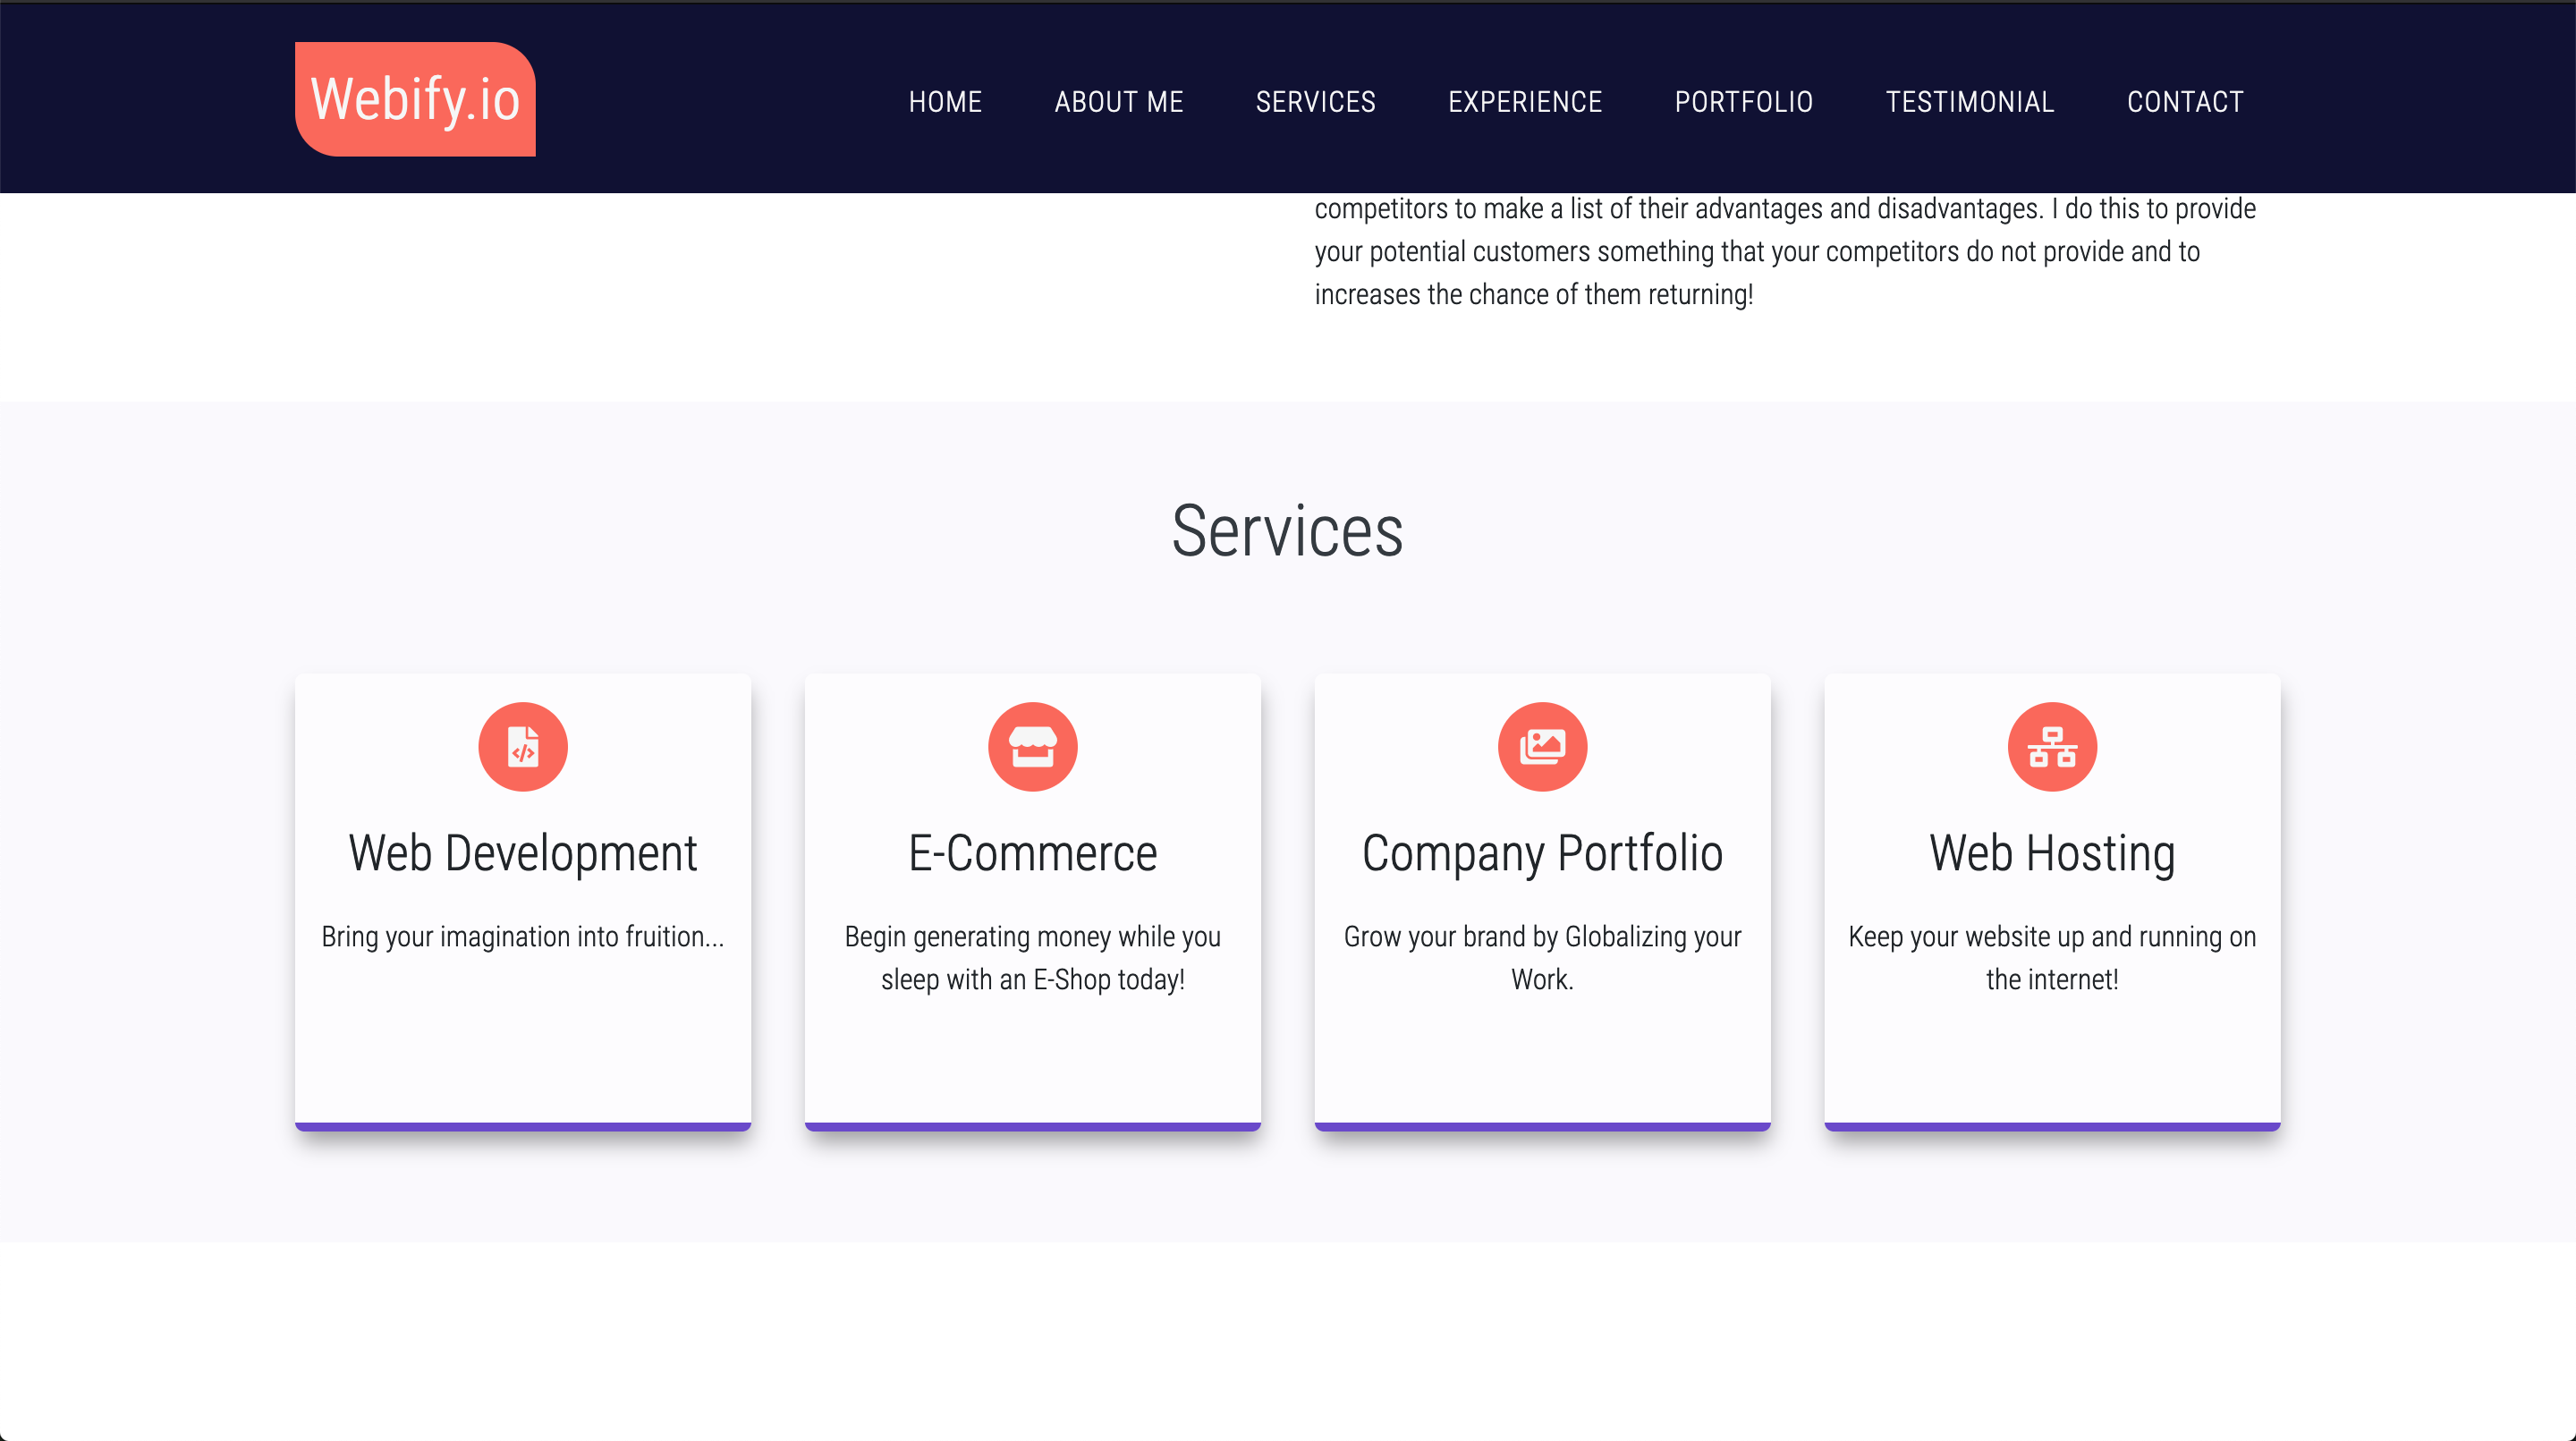 Webify.io
HOME ABOUT ME SERVICES EXPERIENCE PORTFOLIO TESTIMONIAL CONTACT
competitors to make a list of their advantages and disadvantages. I do this to provide
your potential customers something that your competitors do not provide and to
increases the chance of them returning!
Services
Web Development
Bring your imagination into fruition...
E-Commerce
Begin generating money while you
sleep with an E-Shop today!
Company Portfolio
Grow your brand by Globalizing your
Work.
Web Hosting
Keep your website up and running on
the internet!